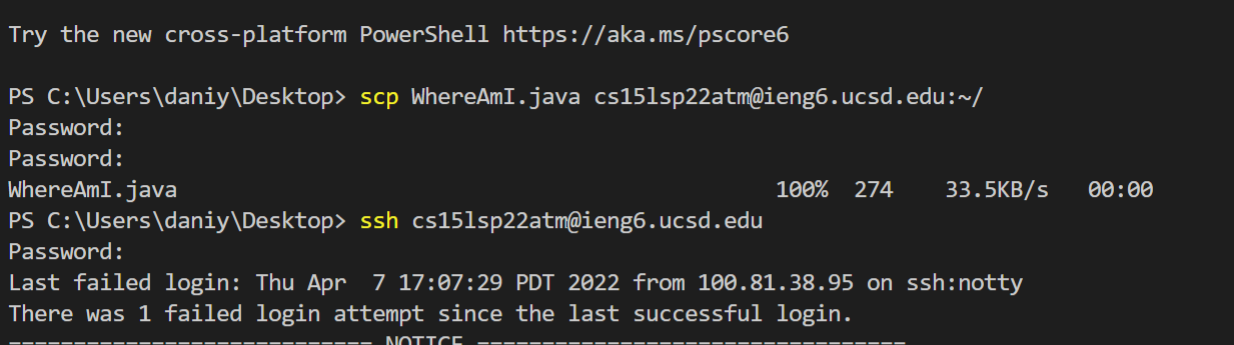 Try the new cross-platform PowerShell https://aka.ms/pscore6
PS C:\Users\daniy\Desktop> scp WhereAmI.java cs15lsp22atm@ieng6.ucsd.edu:~/
Password:
Password:
WhereAmI.java 100% 274 33.5KB/s 00:00
PS C:\Users\daniy\Desktop> ssh cs15lsp22atm@ieng6.ucsd.edu
Password:
Last failed login: Thu Apr  7 17:07:29 PDT 2022 from 100.81.38.95 on ssh:notty
There was 1 failed login attempt since the last successful login.
---------------------------- NOTICE ---------------------------------